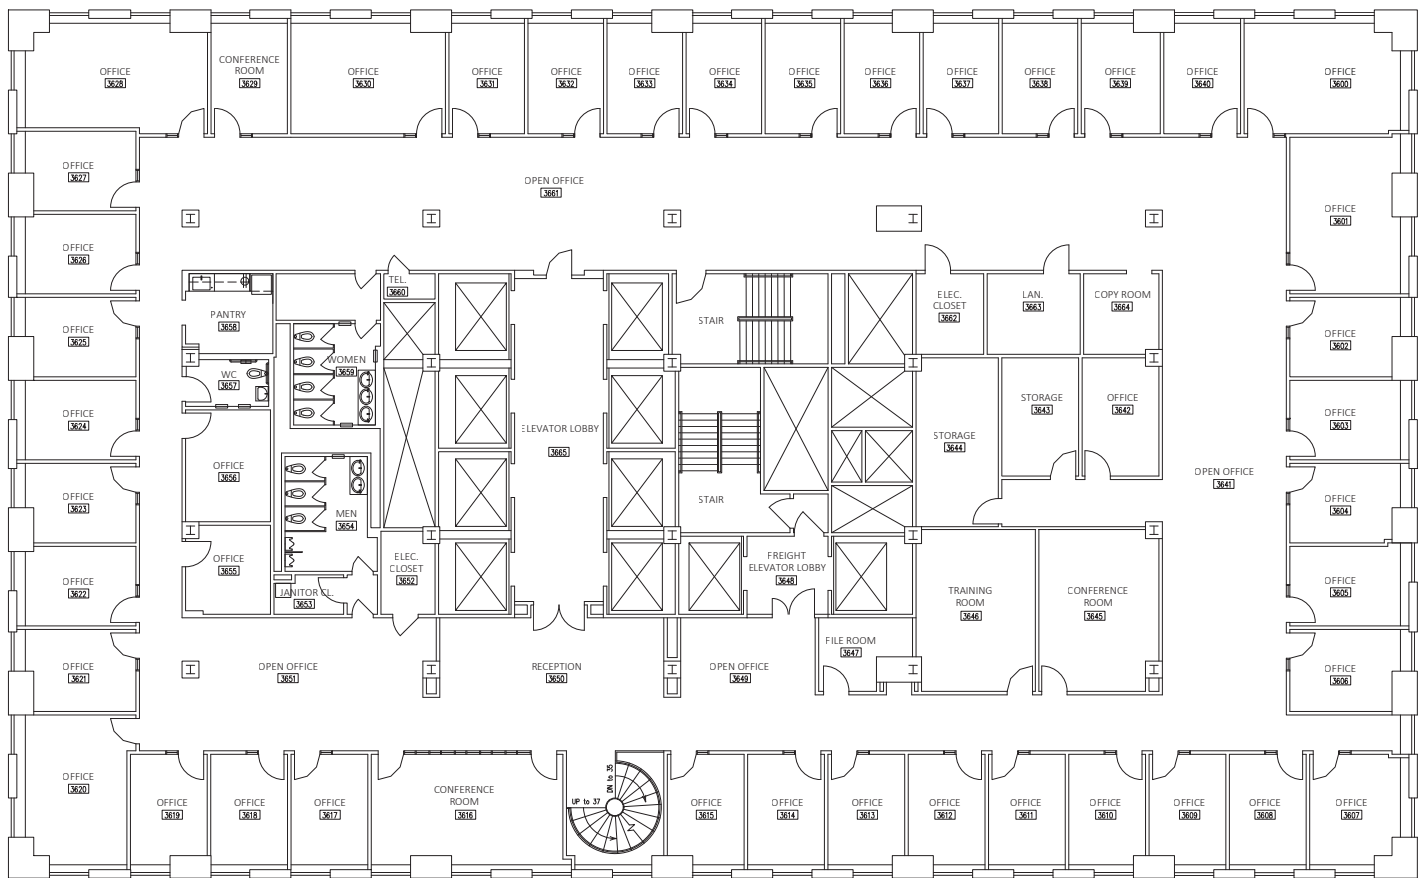 OFFICE
3628
CONFERENCE
ROOM
3629
OFFICE
3630
OFFICE
3631
OFFICE
3632
OFFICE
3633
OFFICE
3634
OFFICE
3635
OFFICE
3636
OFFICE
3637
OFFICE
3638
OFFICE
3639
OFFICE
3640
OFFICE
3600
OFFICE
3627
OPEN OFFICE
3661
OFFICE
3601
OFFICE
3626
TEL.
3660
ELEC.
CLOSET
3662
LAN.
3663
COPY ROOM
3664
OFFICE
3625
PANTRY
3658
STAIR
OFFICE
3602
WC
3657
WOMEN
3659
OFFICE
3624
STORAGE
3643
OFFICE
3642
OFFICE
3603
ELEVATOR LOBBY
3665
STORAGE
3644
OFFICE
3656
OPEN OFFICE
3641
OFFICE
3623
MEN
3654
STAIR
OFFICE
3604
OFFICE
3655
ELEC.
CLOSET
3652
FREIGHT
ELEVATOR LOBBY
3648
OFFICE
3622
JANITOR CL.
3653
TRAINING
ROOM
3646
CONFERENCE
ROOM
3645
OFFICE
3605
FILE ROOM
3647
OFFICE
3621
OPEN OFFICE
3651
RECEPTION
3650
OPEN OFFICE
3649
OFFICE
3606
OFFICE
3620
OFFICE
3619
OFFICE
3618
OFFICE
3617
CONFERENCE
ROOM
3616
DN to 35
UP to 37
OFFICE
3615
OFFICE
3614
OFFICE
3613
OFFICE
3612
OFFICE
3611
OFFICE
3610
OFFICE
3609
OFFICE
3608
OFFICE
3607